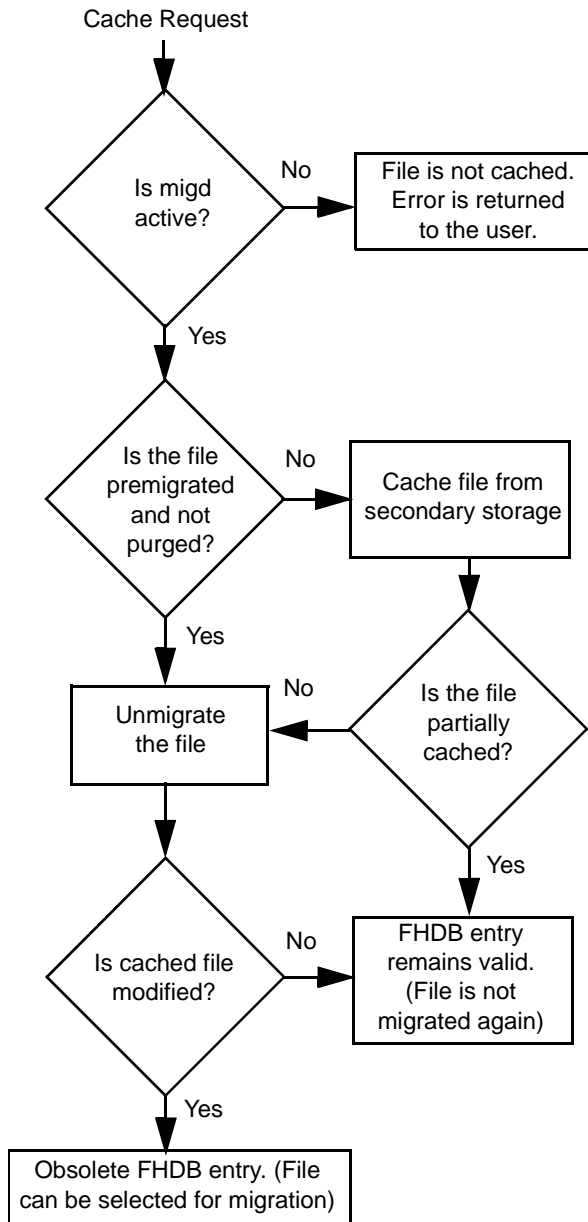 Cache Request
Is migd
active?
No
File is not cached.
Error is returned
to the user.
Yes
Is the file
premigrated
and not
purged?
No
Cache file from
secondary storage
Yes
Unmigrate
the file
No
Is the file
partially
cached?
Yes
Is cached file
modified?
No
FHDB entry
remains valid.
(File is not
migrated again)
Yes
Obsolete FHDB entry. (File
can be selected for migration)